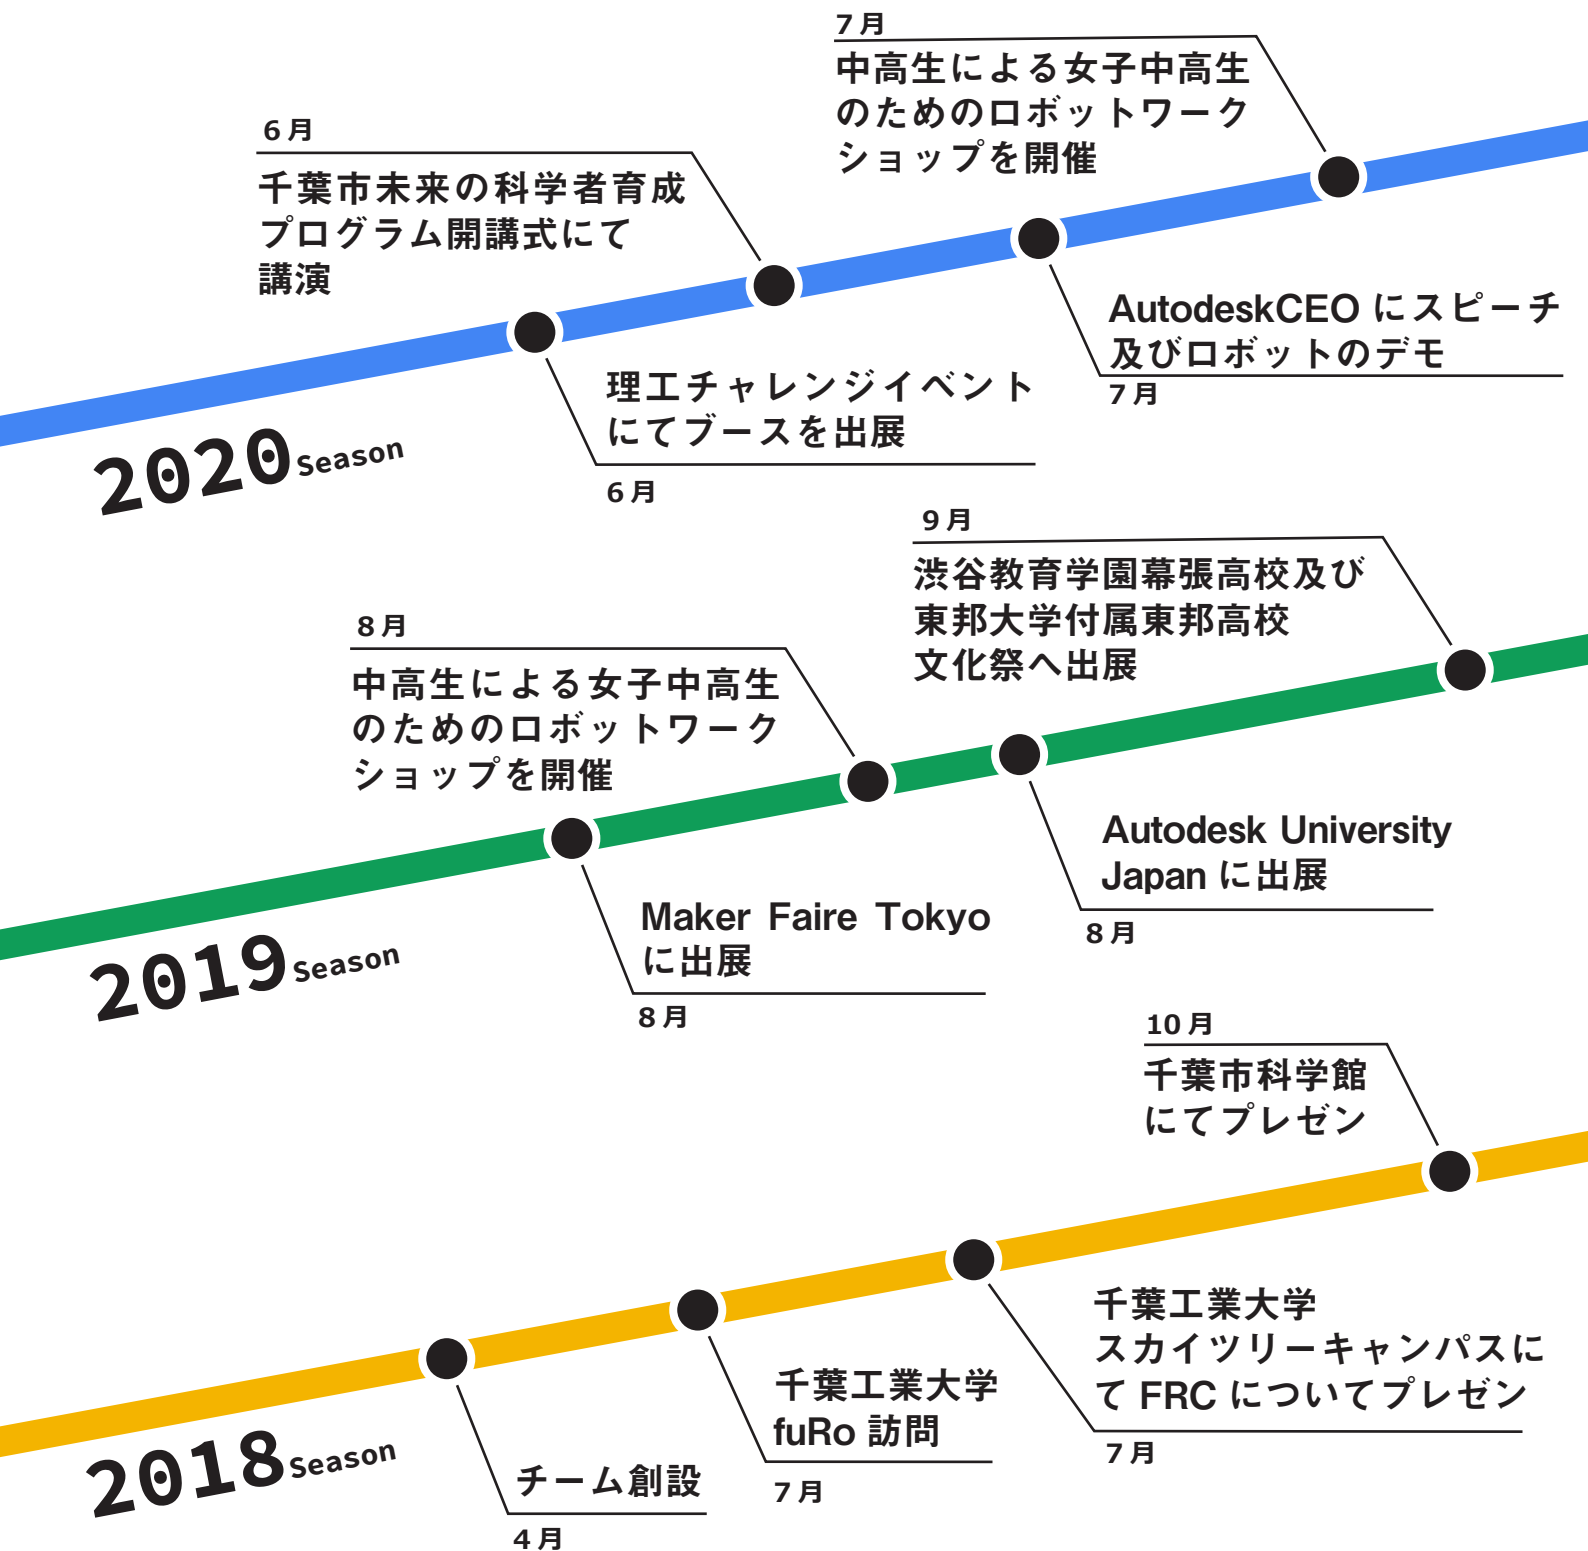 7月
中高生による女子中高生
のためのロボットワーク
ショップを開催
6月
千葉市未来の科学者育成
プログラム開講式にて
講演
AutodeskCEO にスピーチ
及びロボットのデモ
7月
理工チャレンジイベント
にてブースを出展
6月
2020 Season
9月
渋谷教育学園幕張高校及び
東邦大学付属東邦高校
文化祭へ出展
8月
中高生による女子中高生
のためのロボットワーク
ショップを開催
Autodesk University
Japan に出展
8月
Maker Faire Tokyo
に出展
8月
2019 Season
10月
千葉市科学館
にてプレゼン
千葉工業大学
スカイツリーキャンパスに
て FRC についてプレゼン
7月
千葉工業大学
fuRo 訪問
7月
チーム創設
4月
2018 Season